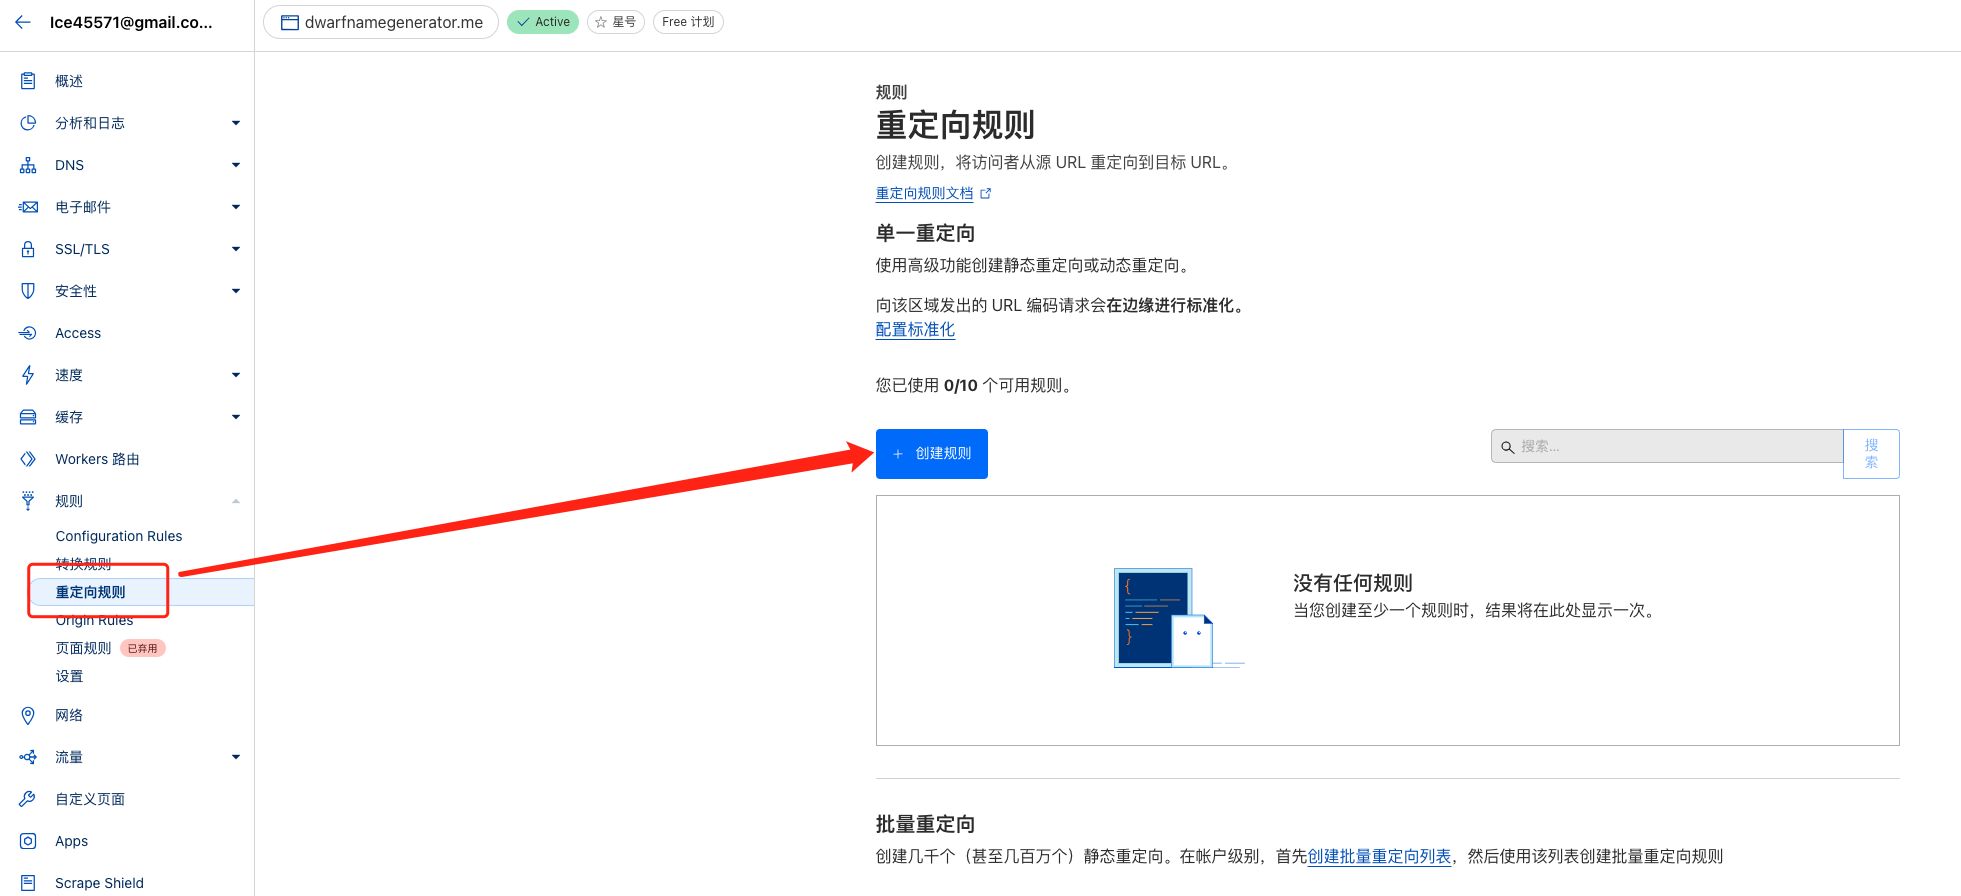 lce45571@gmail.co...
dwarfnamegenerator.me
Active
星号
Free 计划
概述
分析和日志
DNS
电子邮件
SSL/TLS
安全性
Access
速度
缓存
Workers 路由
规则
Configuration Rules
转换规则
重定向规则
Origin Rules
页面规则 已弃用
设置
网络
流量
自定义页面
Apps
Scrape Shield
规则
重定向规则
创建规则，将访问者从源 URL 重定向到目标 URL。
重定向规则文档
单一重定向
使用高级功能创建静态重定向或动态重定向。
向该区域发出的 URL 编码请求会在边缘进行标准化。
配置标准化
您已使用 0/10 个可用规则。
+ 创建规则
搜索...
搜
索
{
}
没有任何规则
当您创建至少一个规则时，结果将在此处显示一次。
批量重定向
创建几千个（甚至几百万个）静态重定向。在帐户级别，首先创建批量重定向列表，然后使用该列表创建批量重定向规则